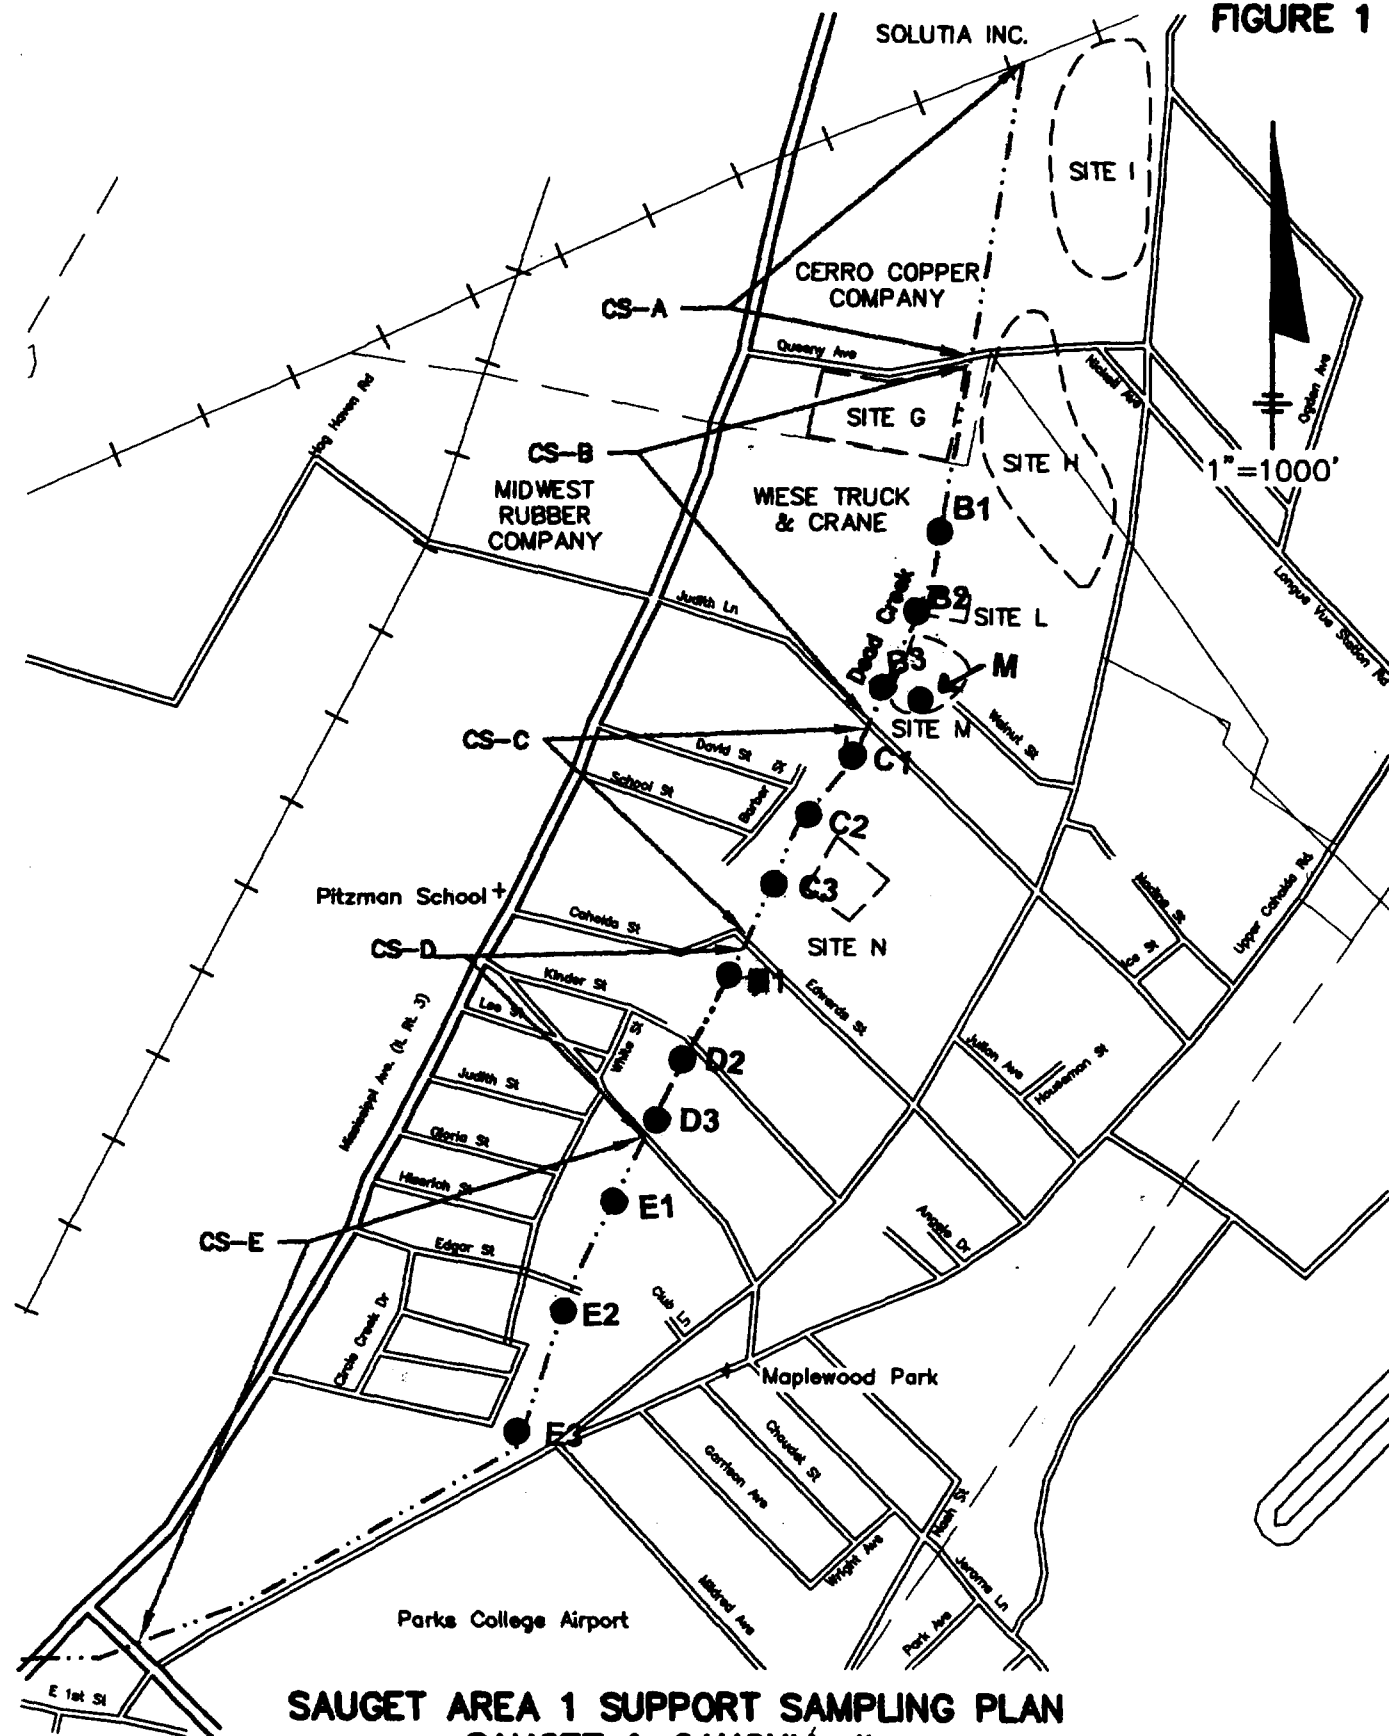 FIGURE 1
SOLUTIA INC.
SITE I
CERRO COPPER
COMPANY
CS-A
Queeny Ave
Nickell Ave
Ogden Ave
Hog Haven Rd
SITE G
SITE H
CS-B
1"=1000'
MIDWEST
RUBBER
COMPANY
WIESE TRUCK
& CRANE
B1
Dead Creek
B2
SITE L
Judith Ln
Longue Vue Station Rd
B3
M
SITE M
Walnut St
CS-C
David St
C1
School St
Barber St
C2
C3
Pitzman School
Cahokia St
SITE N
Upper Cahokia Rd
CS-D
Ice St
Kinder St
Edwards St
Lee St
White St
Mississippi Ave. (IL Rt. 3)
D2
Julian Ave
Judith St
D3
Gloria St
E1
CS-E
Edgar St
Angele Dr
Circle Creek Dr
E2
Club Ln
Maplewood Park
E3
Chaudet St
Garrison Ave
Nash St
Wright Ave
Jerome Ln
Mildred Ave
Park Ave
Parks College Airport
E 1st St
SAUGET AREA 1 SUPPORT SAMPLING PLAN